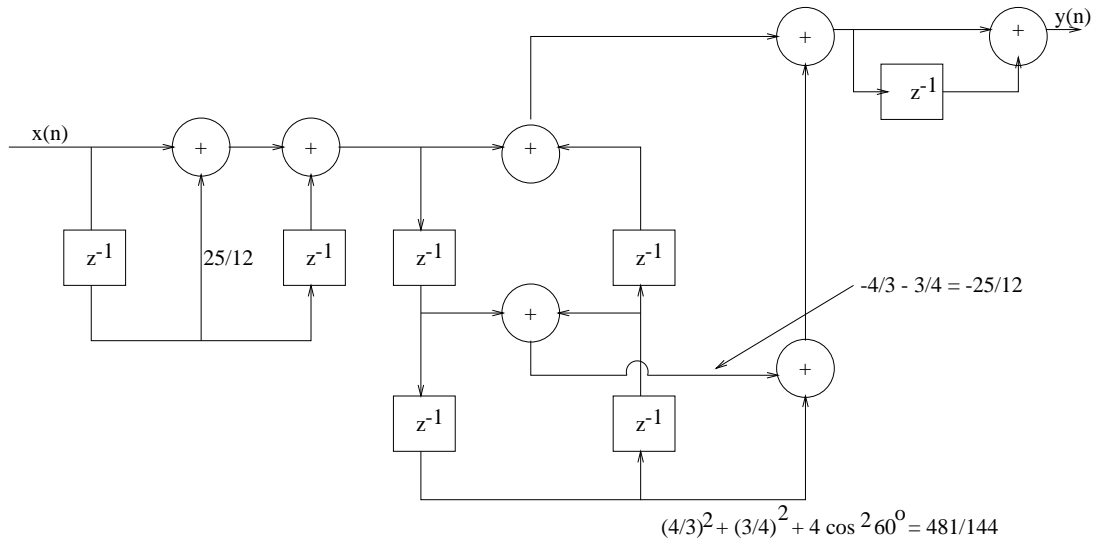 y(n)
+ +
z-1
x(n)
+ + +
z-1 25/12 z-1 z-1 z-1
-4/3 - 3/4 = -25/12
+
+
z-1 z-1
(4/3)2 + (3/4)2 + 4 cos 2 60o = 481/144